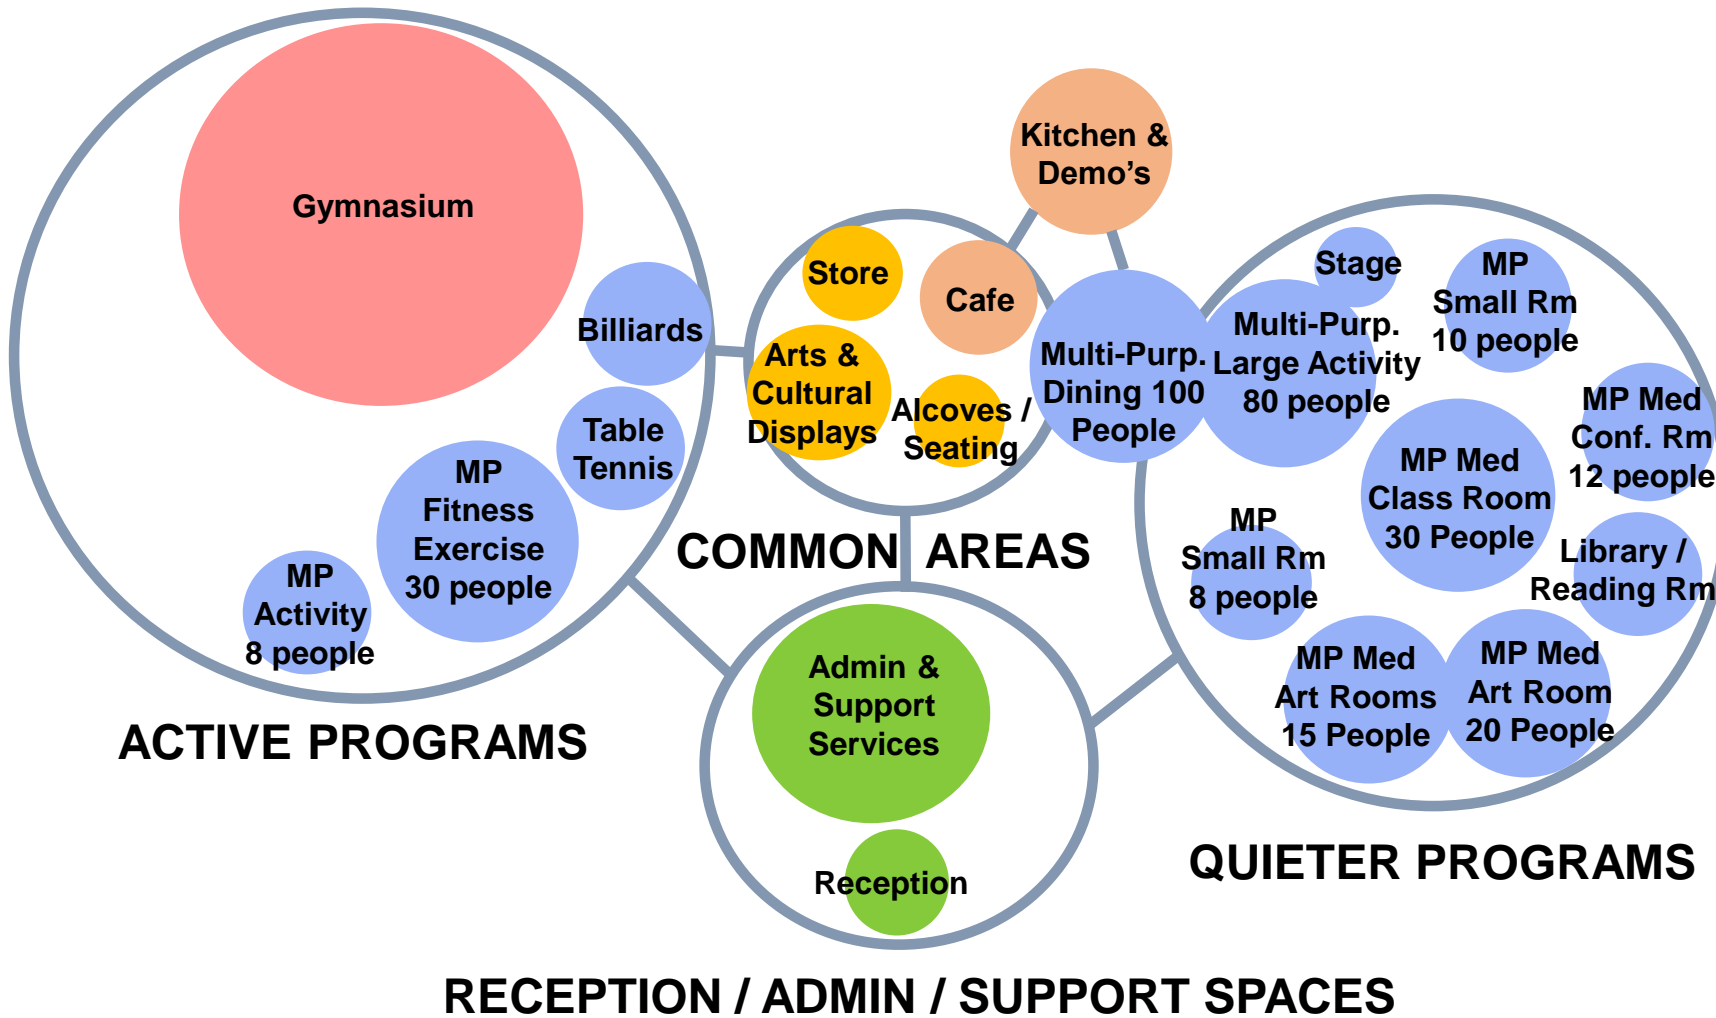 Gymnasium
Billiards
Table
Tennis
MP
Fitness
Exercise
30 people
MP
Activity
8 people
ACTIVE PROGRAMS
Kitchen &
Demo’s
Store
Cafe
Arts &
Cultural
Displays
Alcoves /
Seating
COMMON AREAS
Multi-Purp.
Dining 100
People
Stage
Multi-Purp.
Large Activity
80 people
MP
Small Rm
10 people
MP Med
Conf. Rm
12 people
MP Med
Class Room
30 People
MP
Small Rm
8 people
Library /
Reading Rm
MP Med
Art Rooms
15 People
MP Med
Art Room
20 People
QUIETER PROGRAMS
Admin &
Support
Services
Reception
RECEPTION / ADMIN / SUPPORT SPACES